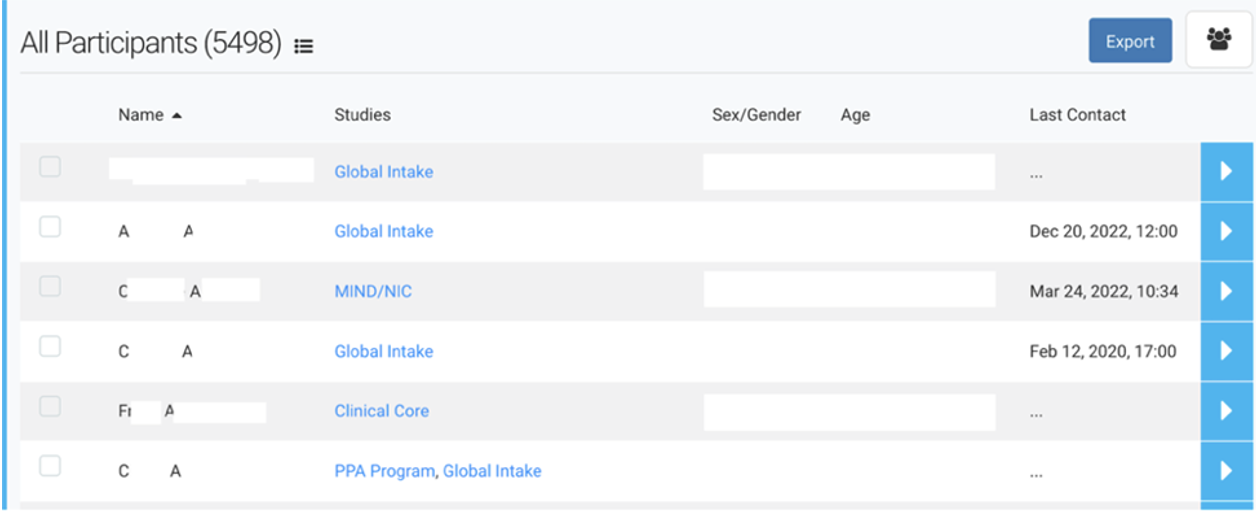 All Participants (5498) Export
Name Studies Sex/Gender Age Last Contact
Global Intake ...
A A Global Intake Dec 20, 2022, 12:00
C A MIND/NIC Mar 24, 2022, 10:34
C A Global Intake Feb 12, 2020, 17:00
Fr A Clinical Core ...
C A PPA Program, Global Intake ...